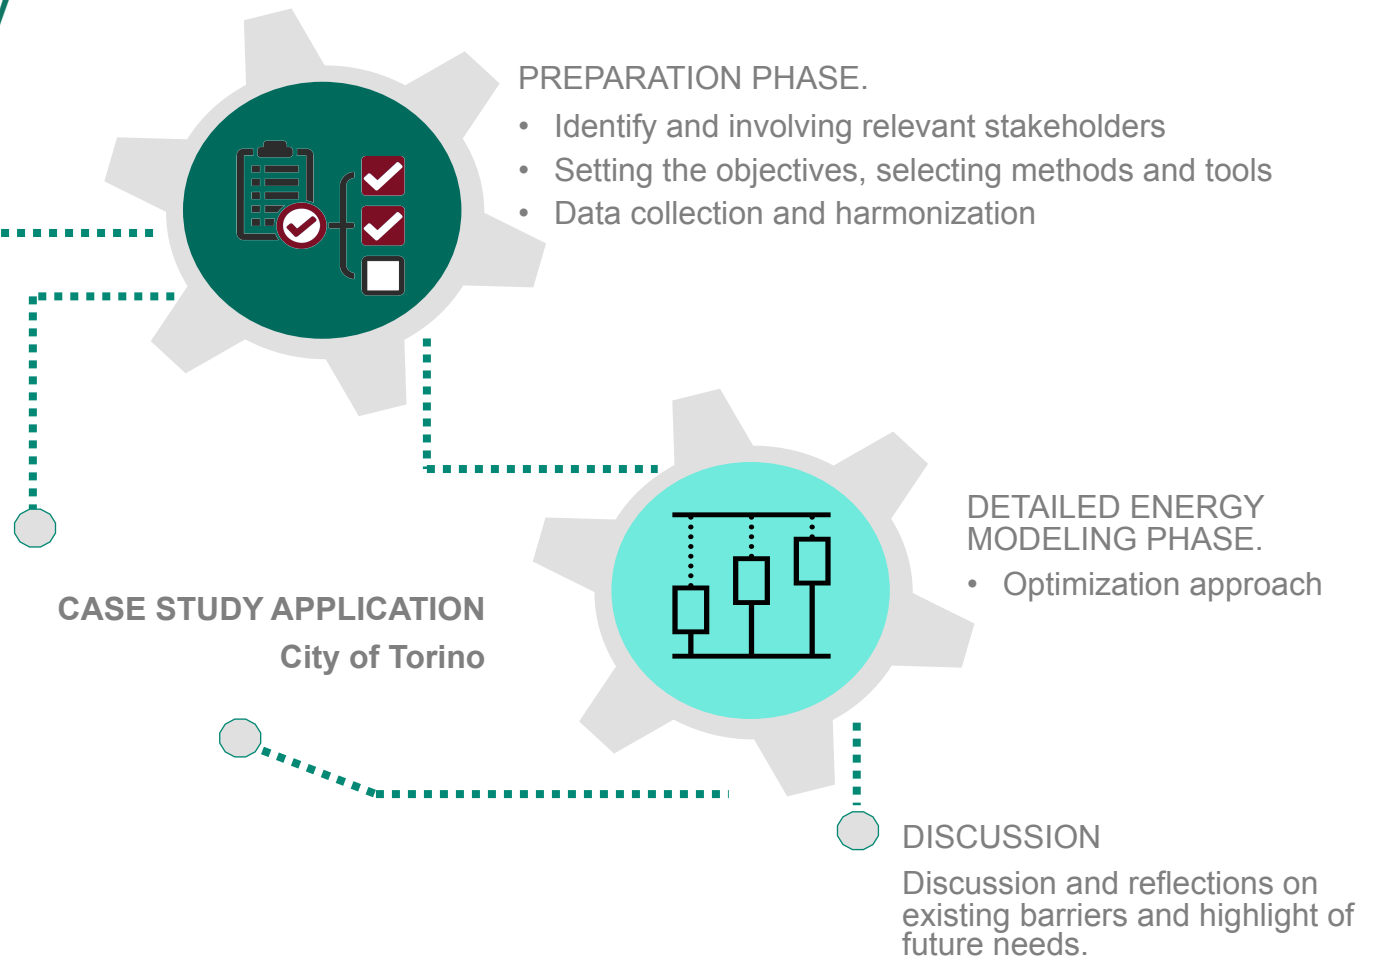 PREPARATION PHASE.
• Identify and involving relevant stakeholders
• Setting the objectives, selecting methods and tools
• Data collection and harmonization
DETAILED ENERGY
MODELING PHASE.
• Optimization approach
CASE STUDY APPLICATION
City of Torino
DISCUSSION
Discussion and reflections on
existing barriers and highlight of
future needs.